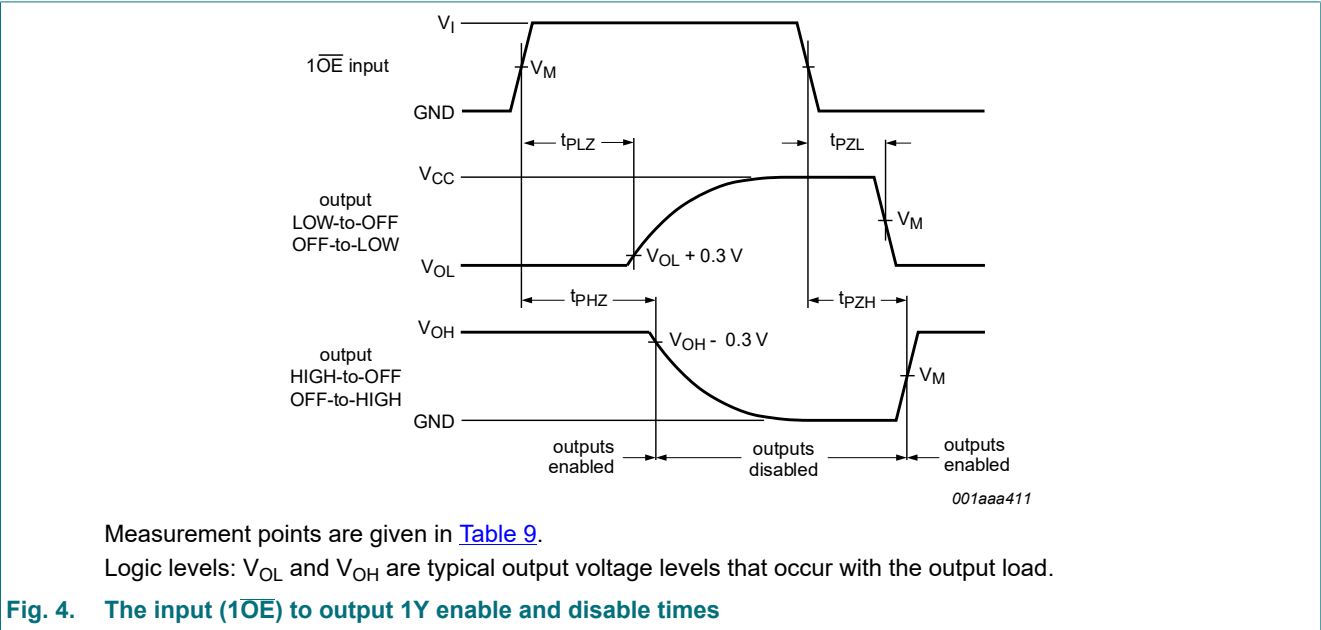 V_I
1O̅E̅ input
V_M
GND
t_PLZ
t_PZL
V_CC
output
LOW-to-OFF
OFF-to-LOW
V_M
V_OL + 0.3 V
V_OL
t_PHZ
t_PZH
V_OH
V_OH - 0.3 V
output
HIGH-to-OFF
OFF-to-HIGH
V_M
GND
outputs
enabled
outputs
disabled
outputs
enabled
001aaa411
Measurement points are given in Table 9.
Logic levels: V_OL and V_OH are typical output voltage levels that occur with the output load.
Fig. 4. The input (1O̅E̅) to output 1Y enable and disable times